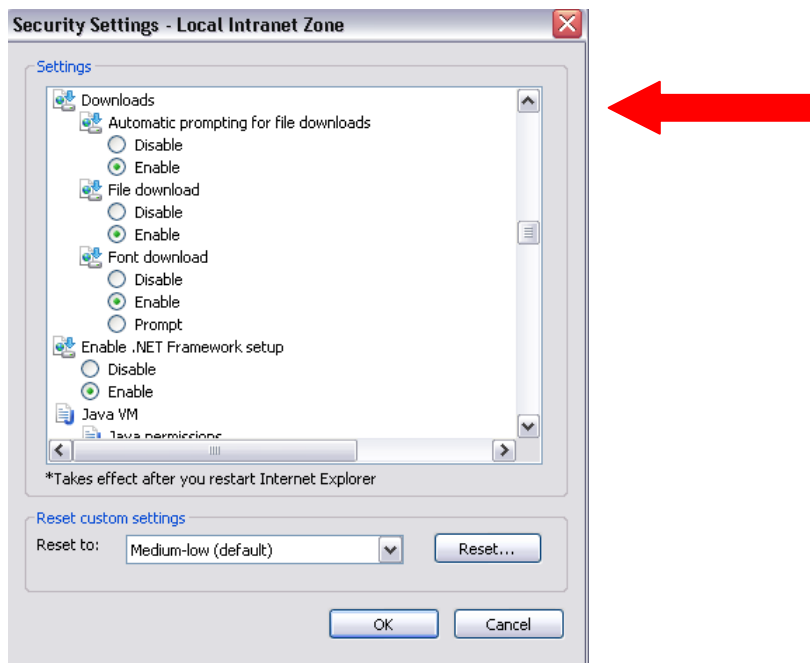 Security Settings - Local Intranet Zone
Settings
Downloads
Automatic prompting for file downloads
Disable
Enable
File download
Disable
Enable
Font download
Disable
Enable
Prompt
Enable .NET Framework setup
Disable
Enable
Java VM
Java permissions
*Takes effect after you restart Internet Explorer
Reset custom settings
Reset to: Medium-low (default) Reset...
OK Cancel